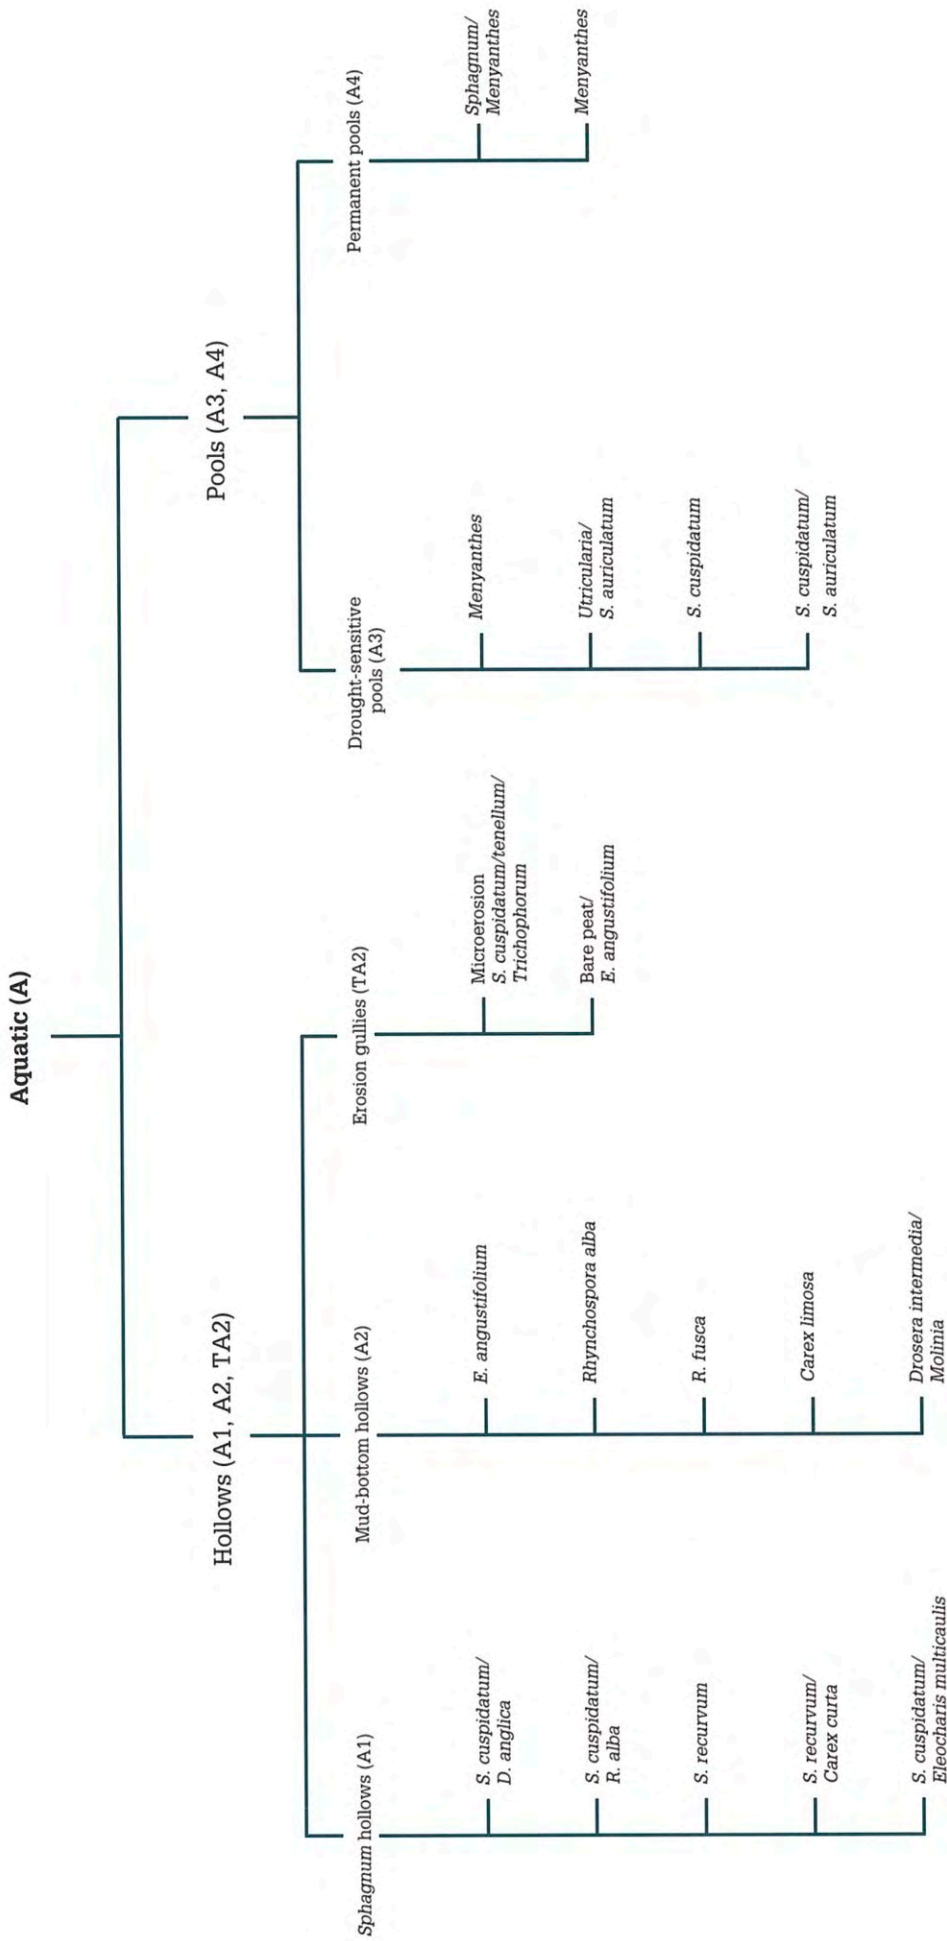 Aquatic (A)
Hollows (A1, A2, TA2)
Pools (A3, A4)
Sphagnum hollows (A1)
S. cuspidatum/
D. anglica
S. cuspidatum/
R. alba
S. recurvum
S. recurvum/
Carex curta
S. cuspidatum/
Eleocharis multicaulis
Mud-bottom hollows (A2)
E. angustifolium
Rhynchospora alba
R. fusca
Carex limosa
Drosera intermedia/
Molinia
Erosion gullies (TA2)
Microerosion
S. cuspidatum/tenellum/
Trichophorum
Bare peat/
E. angustifolium
Drought-sensitive
pools (A3)
Menyanthes
Utricularia/
S. auriculatum
S. cuspidatum
S. cuspidatum/
S. auriculatum
Permanent pools (A4)
Sphagnum/
Menyanthes
Menyanthes